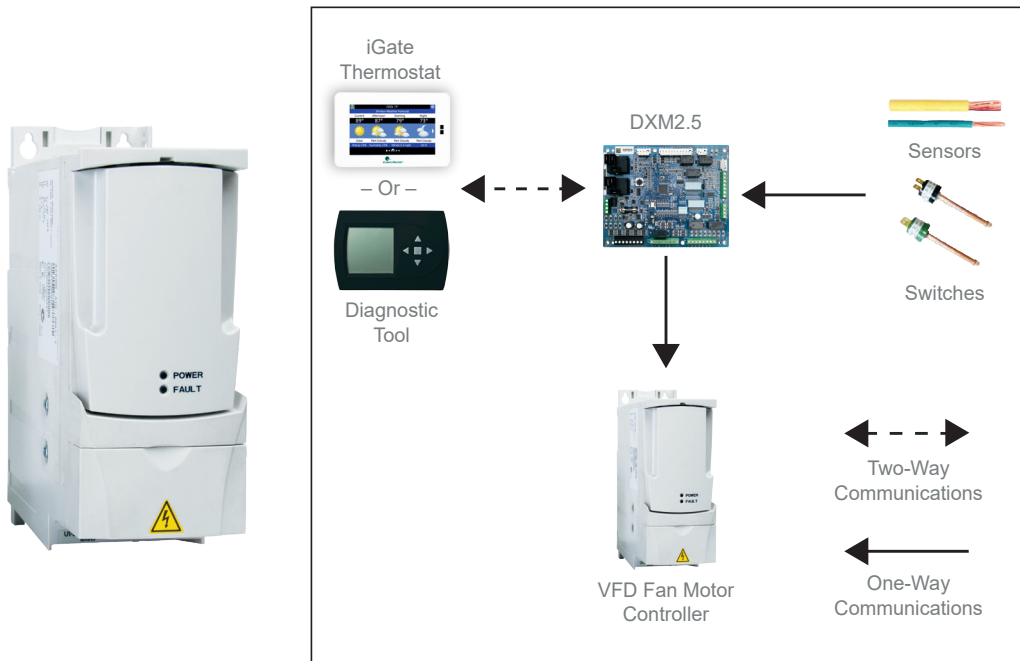 POWER
FAULT
iGate
Thermostat
– Or –
Diagnostic
Tool
DXM2.5
Sensors
Switches
POWER
FAULT
VFD Fan Motor
Controller
Two-Way
Communications
One-Way
Communications